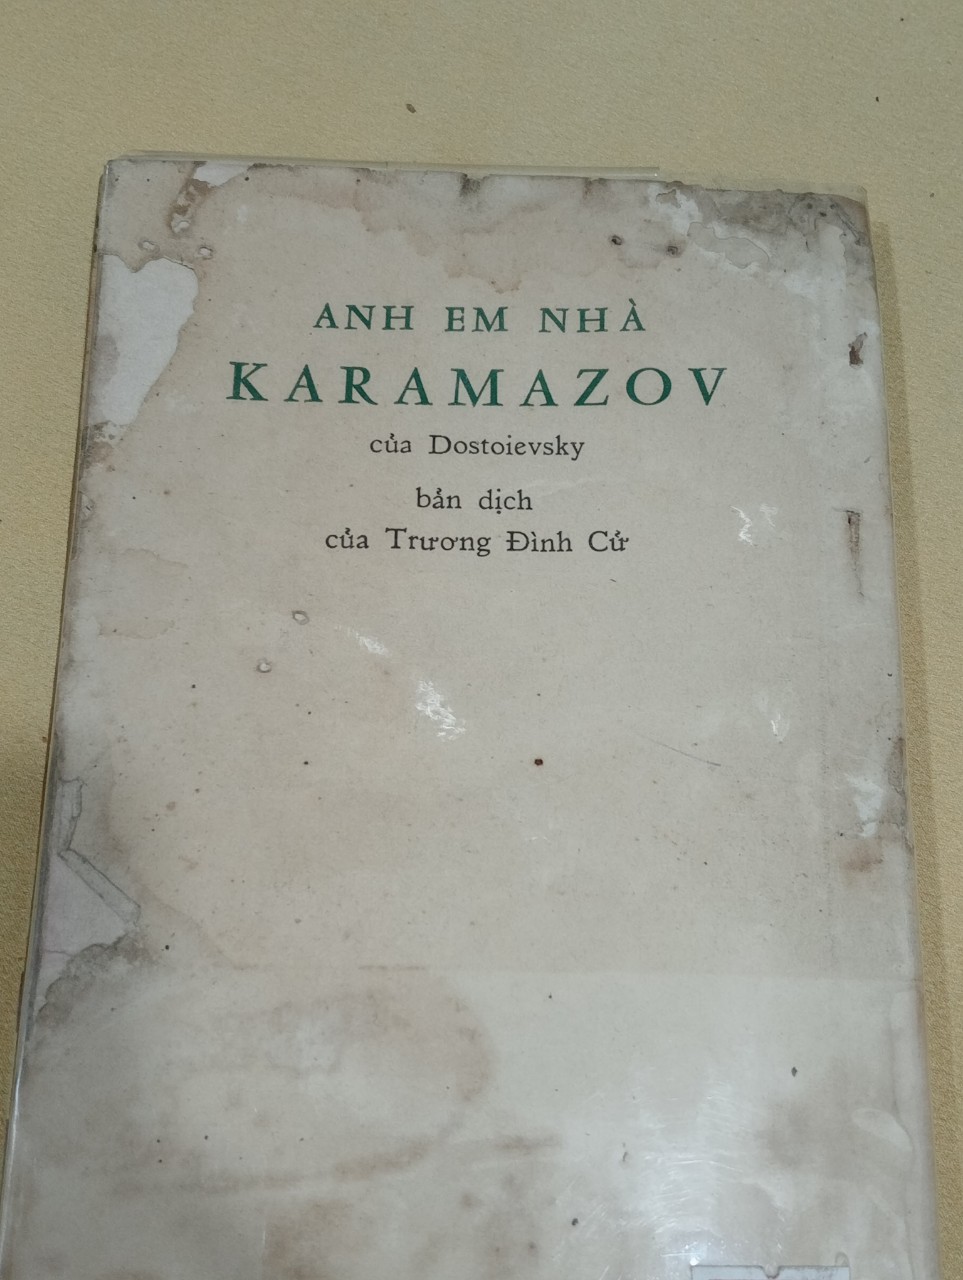 ANH EM NHÀ
KARAMAZOV
của Dostoievsky
bản dịch
của Trương Đình Cử